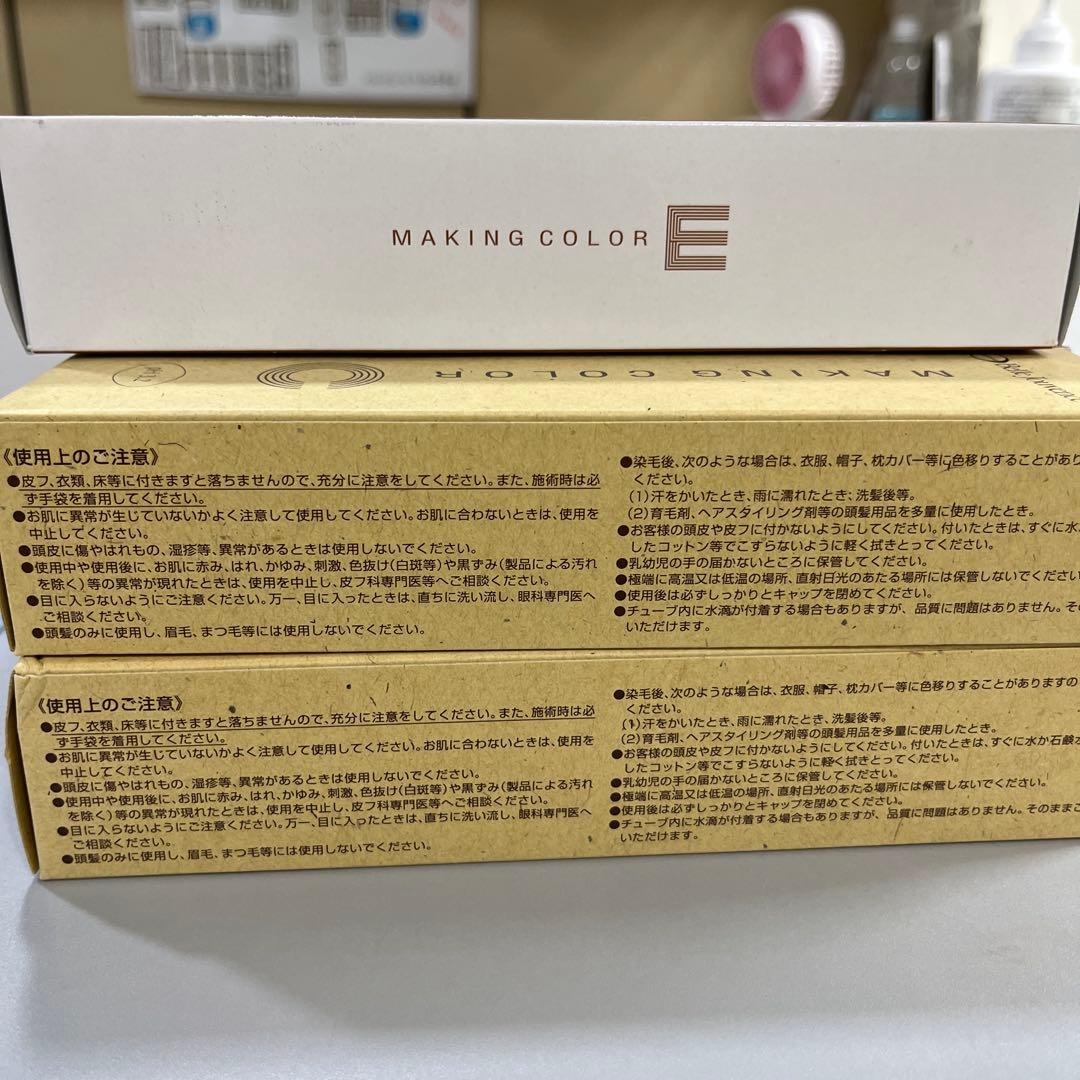 MAKING COLOR E
MAKING COLOR C
《使用上のご注意》
●皮フ、衣類、床等に付きますと落ちませんので、充分に注意をしてください。また、施術時は必
ず手袋を着用してください。
●お肌に異常が生じていないかよく注意して使用してください。お肌に合わないときは、使用を
中止してください。
●頭皮に傷やはれもの、湿疹等、異常があるときは使用しないでください。
●使用中や使用後に、お肌に赤み、はれ、かゆみ、刺激、色抜け(白斑等)や黒ずみ(製品による汚れ
を除く)等の異常が現れたときは、使用を中止し、皮フ科専門医等へご相談ください。
●目に入らないようにご注意ください。万一、目に入ったときは、直ちに洗い流し、眼科専門医へ
ご相談ください。
●頭髪のみに使用し、眉毛、まつ毛等には使用しないでください。
●染毛後、次のような場合は、衣服、帽子、枕カバー等に色移りすることがあり
ください。
(1)汗をかいたとき、雨に濡れたとき、洗髪後等。
(2)育毛剤、ヘアスタイリング剤等の頭髪用品を多量に使用したとき。
●お客様の頭皮や皮フに付かないようにしてください。付いたときは、すぐに水
したコットン等でこすらないように軽く拭きとってください。
●乳幼児の手の届かないところに保管してください。
●極端に高温又は低温の場所、直射日光のあたる場所には保管しないでください
●使用後は必ずしっかりとキャップを閉めてください。
●チューブ内に水滴が付着する場合もありますが、品質に問題はありません。そ
いただけます。
《使用上のご注意》
●皮フ、衣類、床等に付きますと落ちませんので、充分に注意をしてください。また、施術時は必
ず手袋を着用してください。
●お肌に異常が生じていないかよく注意して使用してください。お肌に合わないときは、使用を
中止してください。
●頭皮に傷やはれもの、湿疹等、異常があるときは使用しないでください。
●使用中や使用後に、お肌に赤み、はれ、かゆみ、刺激、色抜け(白斑等)や黒ずみ(製品による汚れ
を除く)等の異常が現れたときは、使用を中止し、皮フ科専門医等へご相談ください。
●目に入らないようにご注意ください。万一、目に入ったときは、直ちに洗い流し、眼科専門医へ
ご相談ください。
●頭髪のみに使用し、眉毛、まつ毛等には使用しないでください。
●染毛後、次のような場合は、衣服、帽子、枕カバー等に色移りすることがありますの
ください。
(1)汗をかいたとき、雨に濡れたとき、洗髪後等。
(2)育毛剤、ヘアスタイリング剤等の頭髪用品を多量に使用したとき。
●お客様の頭皮や皮フに付かないようにしてください。付いたときは、すぐに水か石鹸水
したコットン等でこすらないように軽く拭きとってください。
●乳幼児の手の届かないところに保管してください。
●極端に高温又は低温の場所、直射日光のあたる場所には保管しないでください。
●使用後は必ずしっかりとキャップを閉めてください。
●チューブ内に水滴が付着する場合もありますが、品質に問題はありません。そのままご
いただけます。